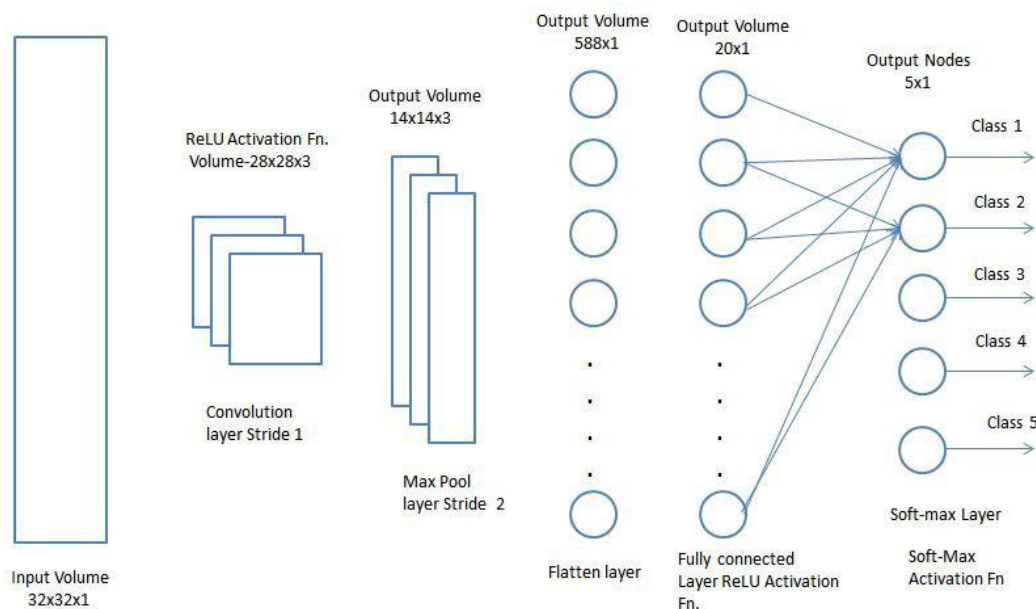 Input Volume
32x32x1
ReLU Activation Fn.
Volume-28x28x3
Convolution
layer Stride 1
Output Volume
14x14x3
Max Pool
layer Stride 2
Output Volume
588x1
Flatten layer
Output Volume
20x1
Fully connected
Layer ReLU Activation
Fn.
Output Nodes
5x1
Class 1
Class 2
Class 3
Class 4
Class 5
Soft-max Layer
Soft-Max
Activation Fn